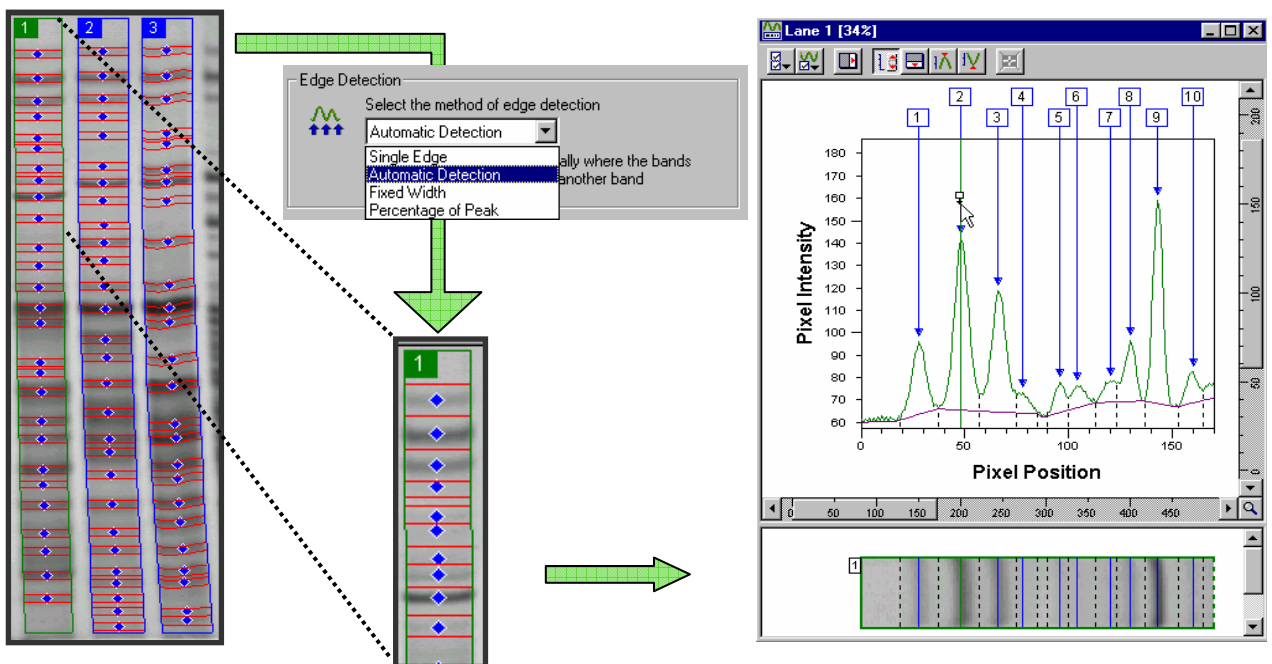 1 2 3
Edge Detection
Select the method of edge detection
Automatic Detection
Single Edge
ally where the bands
Automatic Detection
another band
Fixed Width
Percentage of Peak
1
Lane 1 [34%]
1 2 3 4 5 6 7 8 9 10
180
170
160
150
140
130
120
110
100
90
80
70
60
Pixel Intensity
0 50 100 150
Pixel Position
200
150
100
50
0
0 50 100 150 200 250 300 350 400 450
1